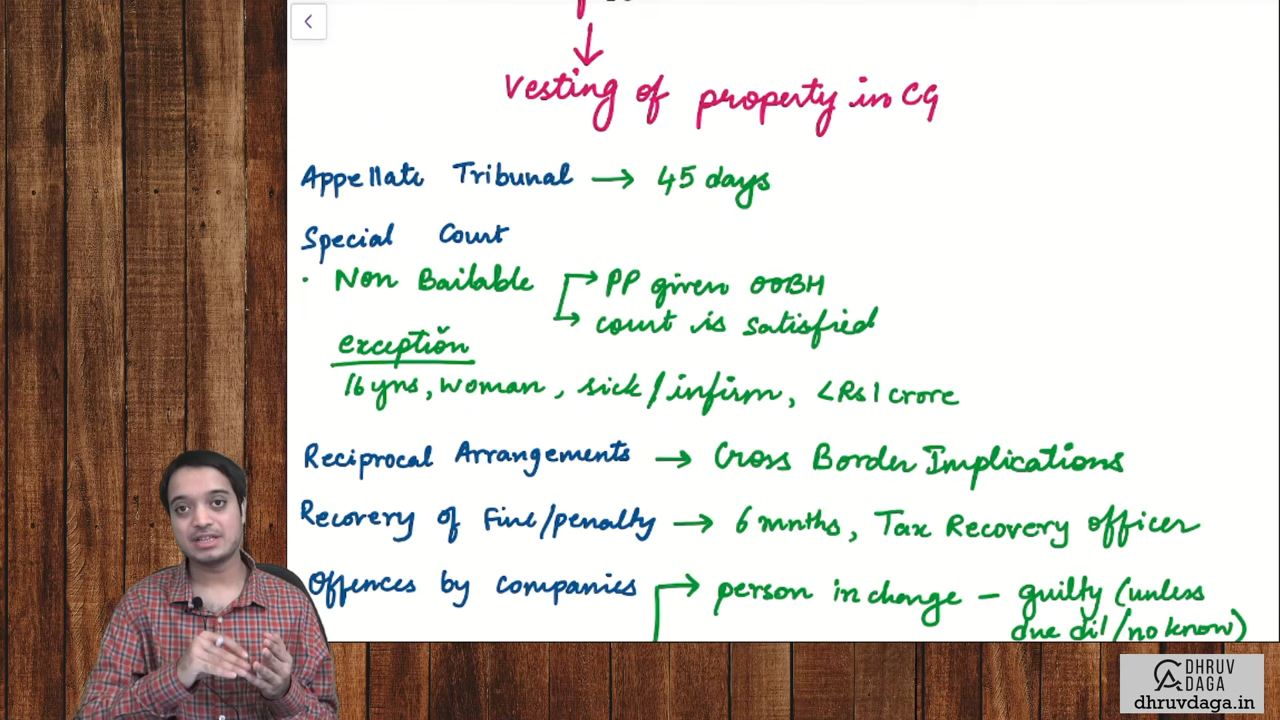 Vesting of property in CG
Appellate Tribunal → 45 days
Special Court
· Non Bailable → PP given OOBH
→ court is satisfied
exception
16 yrs, woman, sick/infirm, <Rs 1 crore
Reciprocal Arrangements → Cross Border Implications
Recovery of Fine/penalty → 6 mnths, Tax Recovery officer
Offences by companies → person in charge – guilty (unless
due dil/no know)
DHRUV
DAGA
dhruvdaga.in